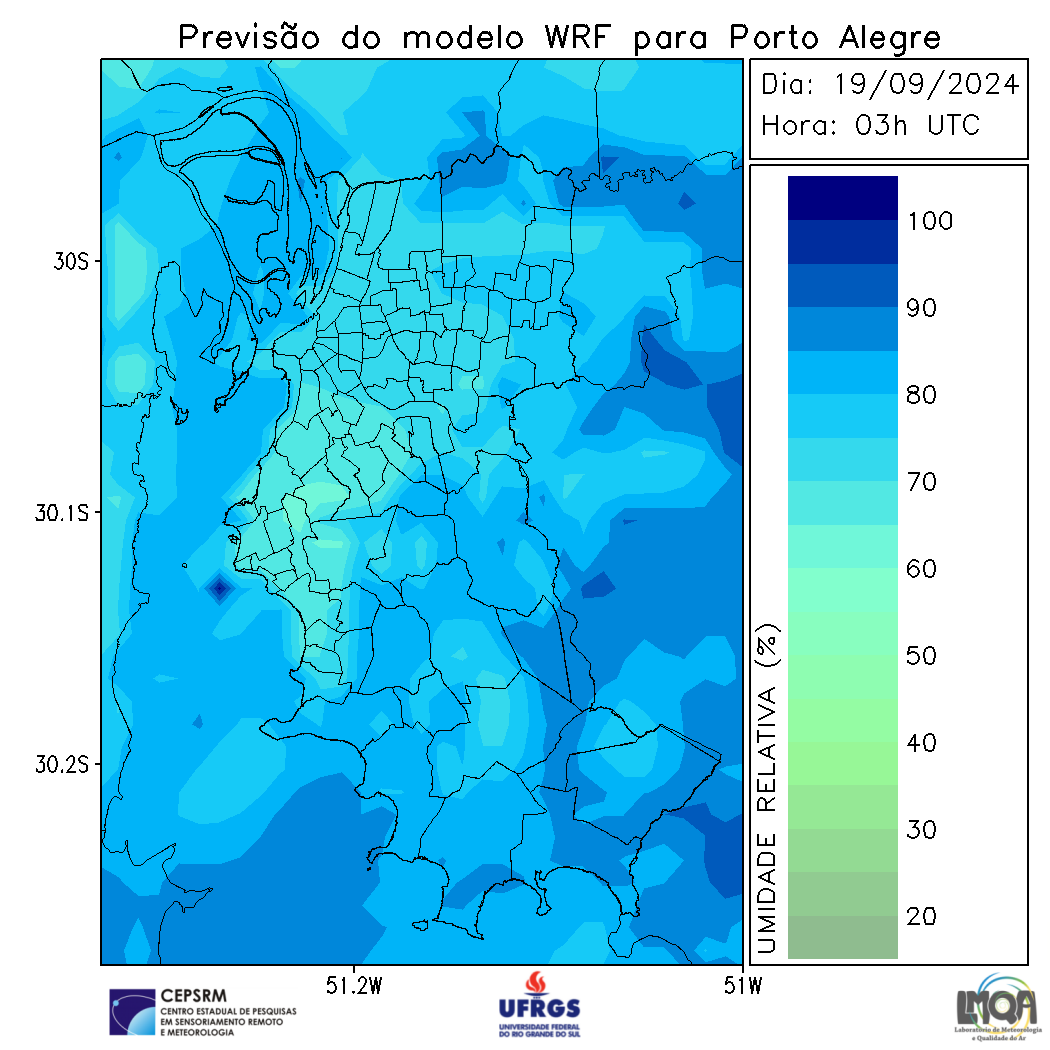 Previsão do modelo WRF para Porto Alegre
Dia: 19/09/2024
Hora: 03h UTC
30S
30.1S
30.2S
51.2W
51W
UMIDADE RELATIVA (%)
100
90
80
70
60
50
40
30
20
CEPSRM
CENTRO ESTADUAL DE PESQUISAS
EM SENSORIAMENTO REMOTO
E METEOROLOGIA
UFRGS
UNIVERSIDADE FEDERAL
DO RIO GRANDE DO SUL
LMQA
Laboratório de Meteorologia
e Qualidade do Ar